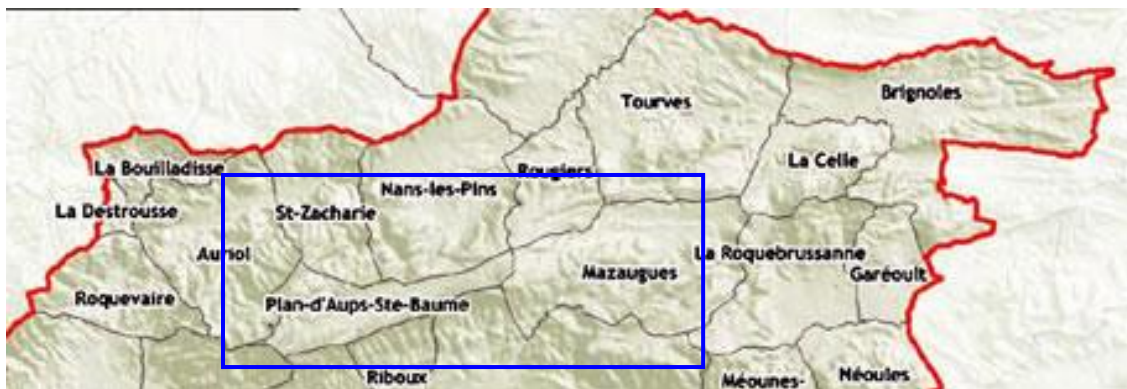 Brignoles
Tourves
La Celle
La Bouilladisse
Rougiers
Nans-les-Pins
La Destrousse
St-Zacharie
Auriol
La Roquebrussanne
Mazaugues
Garéoult
Roquevaire
Plan-d'Aups-Ste-Baume
Riboux
Méounes-
Néoules